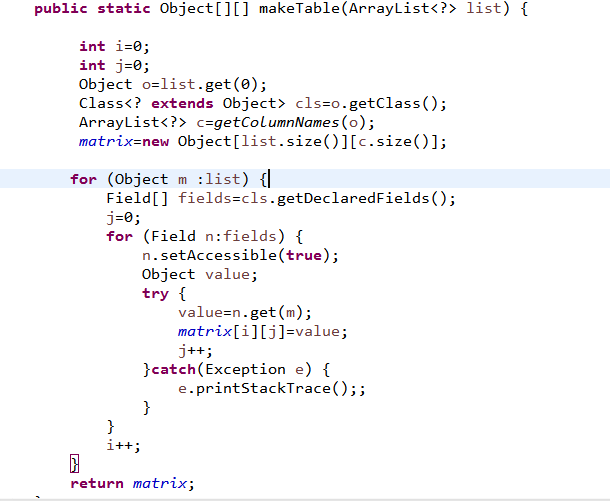 public static Object[][] makeTable(ArrayList<?> list) {
int i=0;
int j=0;
Object o=list.get(0);
Class<? extends Object> cls=o.getClass();
ArrayList<?> c=getColumnNames(o);
matrix=new Object[list.size()][c.size()];
for (Object m :list) {
Field[] fields=cls.getDeclaredFields();
j=0;
for (Field n:fields) {
n.setAccessible(true);
Object value;
try {
value=n.get(m);
matrix[i][j]=value;
j++;
}catch(Exception e) {
e.printStackTrace();;
}
}
i++;
}
return matrix;